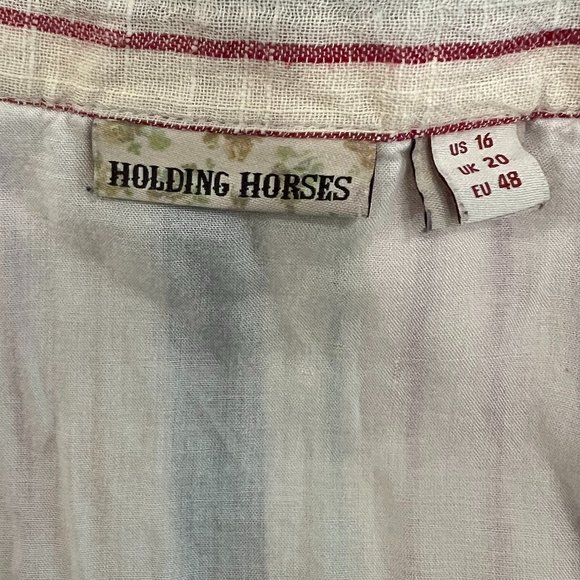 HOLDING HORSES
US 16
UK 20
EU 48